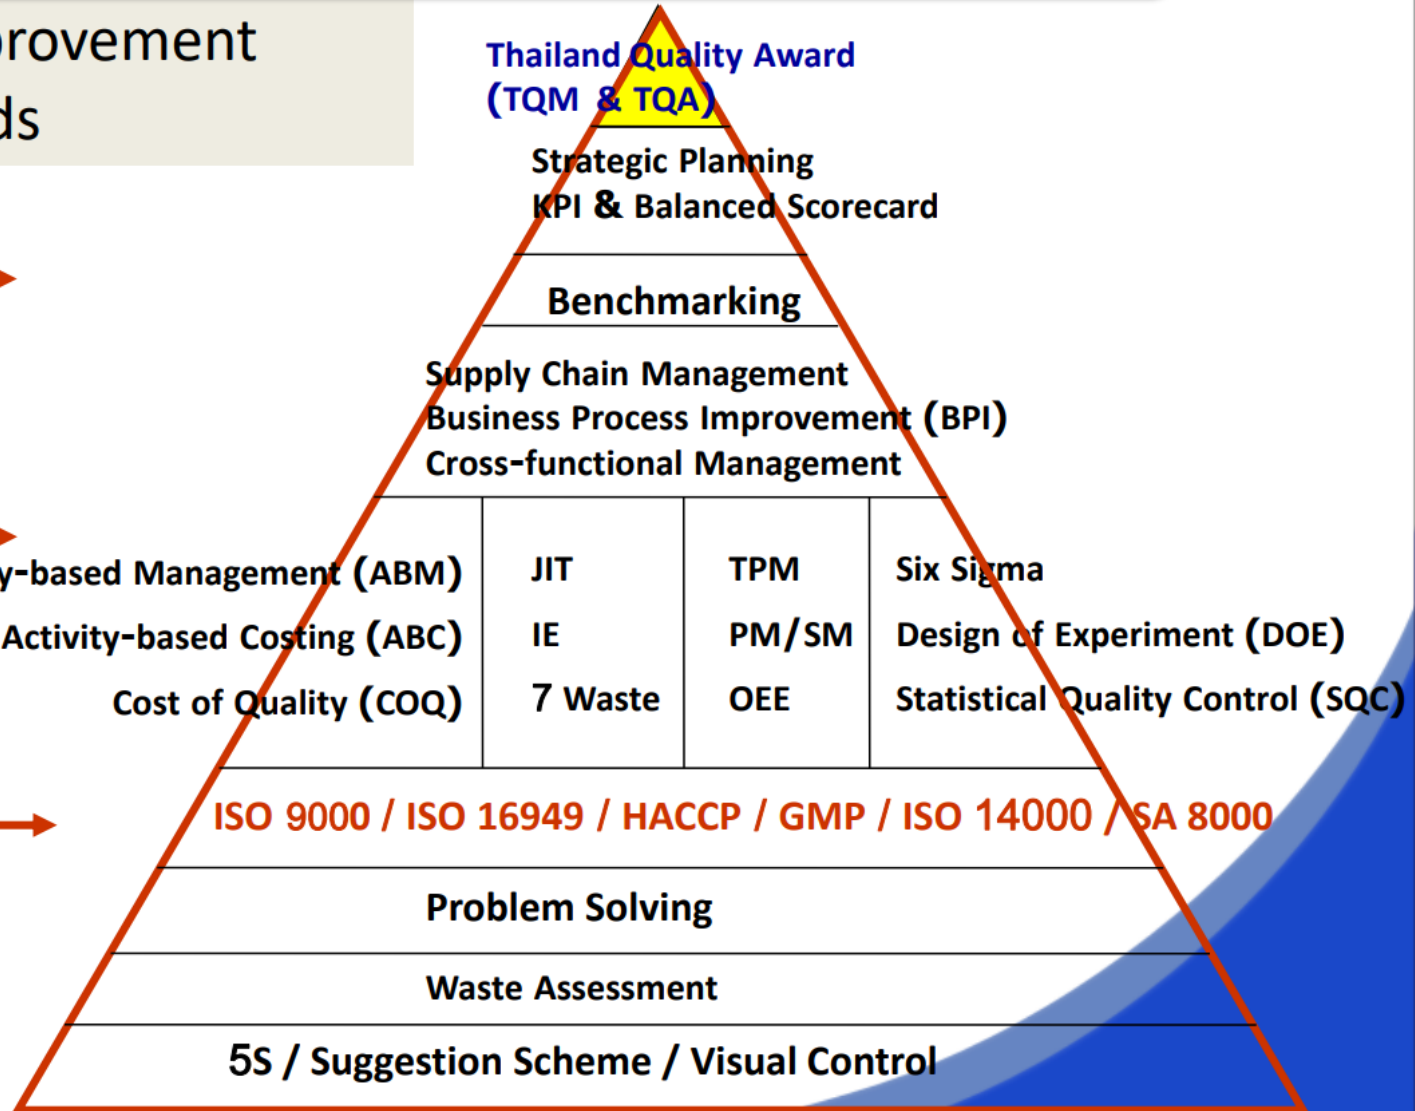 Thailand Quality Award
(TQM & TQA)
Strategic Planning
KPI & Balanced Scorecard
Benchmarking
Supply Chain Management
Business Process Improvement (BPI)
Cross-functional Management
y-based Management (ABM)
JIT
TPM
Six Sigma
Activity-based Costing (ABC)
IE
PM/SM
Design of Experiment (DOE)
Cost of Quality (COQ)
7 Waste
OEE
Statistical Quality Control (SQC)
ISO 9000 / ISO 16949 / HACCP / GMP / ISO 14000 / SA 8000
Problem Solving
Waste Assessment
5S / Suggestion Scheme / Visual Control